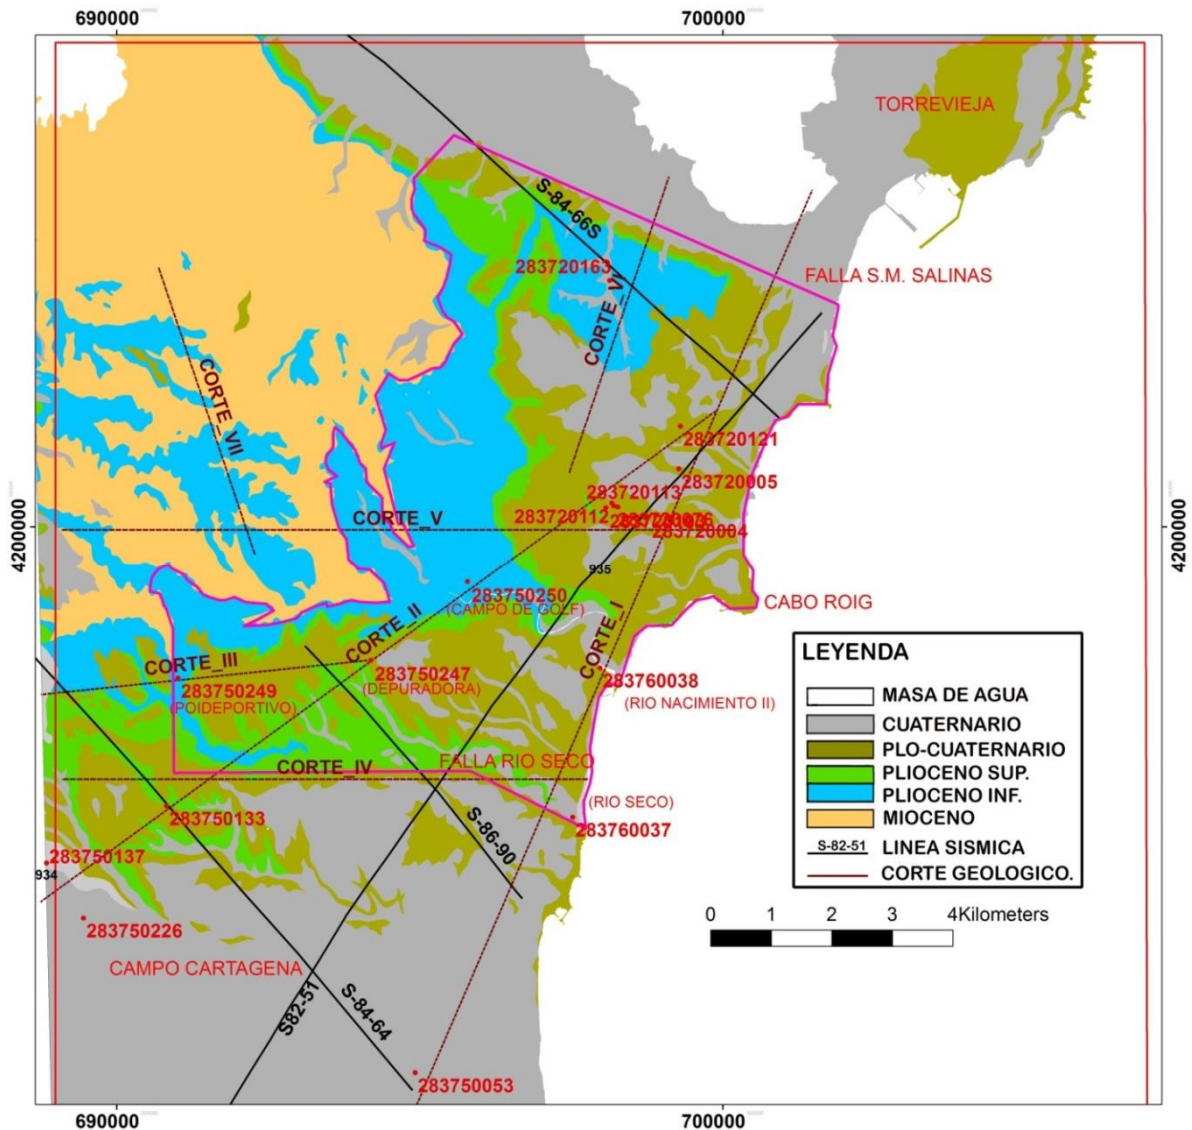 690000
700000
TORREVIEJA
S-84-66S
283720163
FALLA S.M. SALINAS
CORTE_VII
283720121
283720005
283720113
283720112
283720004
4200000
4200000
CORTE_V
935
283750250
(CAMPO DE GOLF)
CABO ROIG
CORTE_II
CORTE_I
CORTE_III
283750247
(DEPURADORA)
283750249
(POIDEPORTIVO)
283760038
(RIO NACIMIENTO II)
FALLA RIO SECO
CORTE_IV
(RIO SECO)
283760037
283750133
S-86-90
283750137
934
283750226
CAMPO CARTAGENA
S82-51
S-84-64
283750053
LEYENDA
MASA DE AGUA
CUATERNARIO
PLO-CUATERNARIO
PLIOCENO SUP.
PLIOCENO INF.
MIOCENO
S-82-51 LINEA SISMICA
CORTE GEOLOGICO.
0 1 2 3 4Kilometers
690000
700000